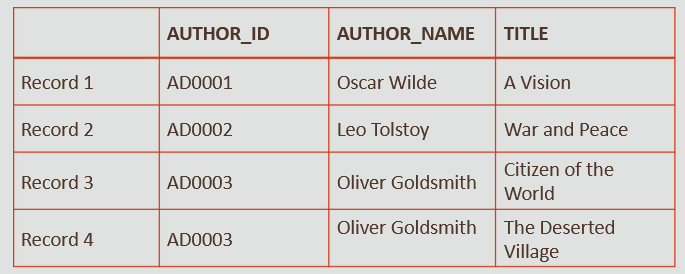 AUTHOR_ID AUTHOR_NAME TITLE
Record 1 AD0001 Oscar Wilde A Vision
Record 2 AD0002 Leo Tolstoy War and Peace
Record 3 AD0003 Oliver Goldsmith Citizen of the
World
Record 4 AD0003 Oliver Goldsmith The Deserted
Village